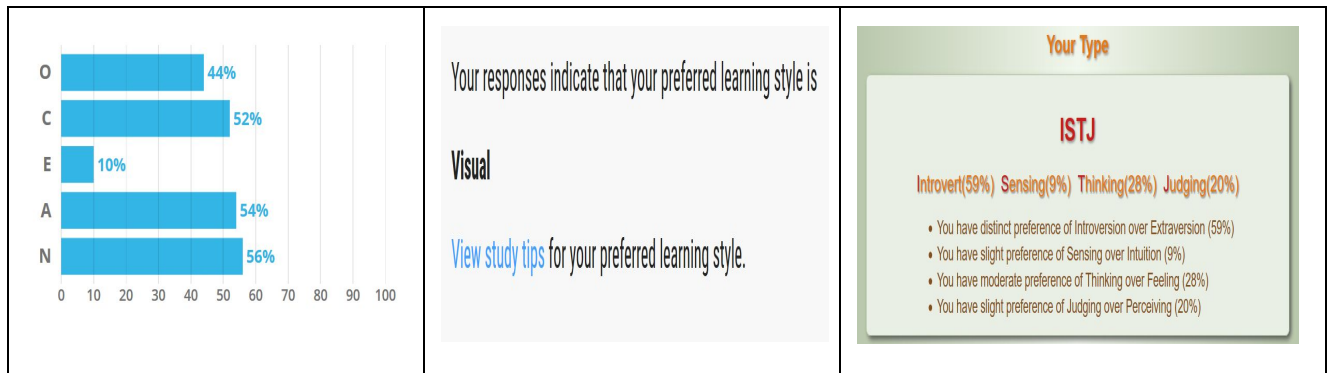 O 44%
C 52%
E 10%
A 54%
N 56%
0 10 20 30 40 50 60 70 80 90 100
Your responses indicate that your preferred learning style is
Visual
View study tips for your preferred learning style.
Your Type
ISTJ
Introvert(59%) Sensing(9%) Thinking(28%) Judging(20%)
• You have distinct preference of Introversion over Extraversion (59%)
• You have slight preference of Sensing over Intuition (9%)
• You have moderate preference of Thinking over Feeling (28%)
• You have slight preference of Judging over Perceiving (20%)